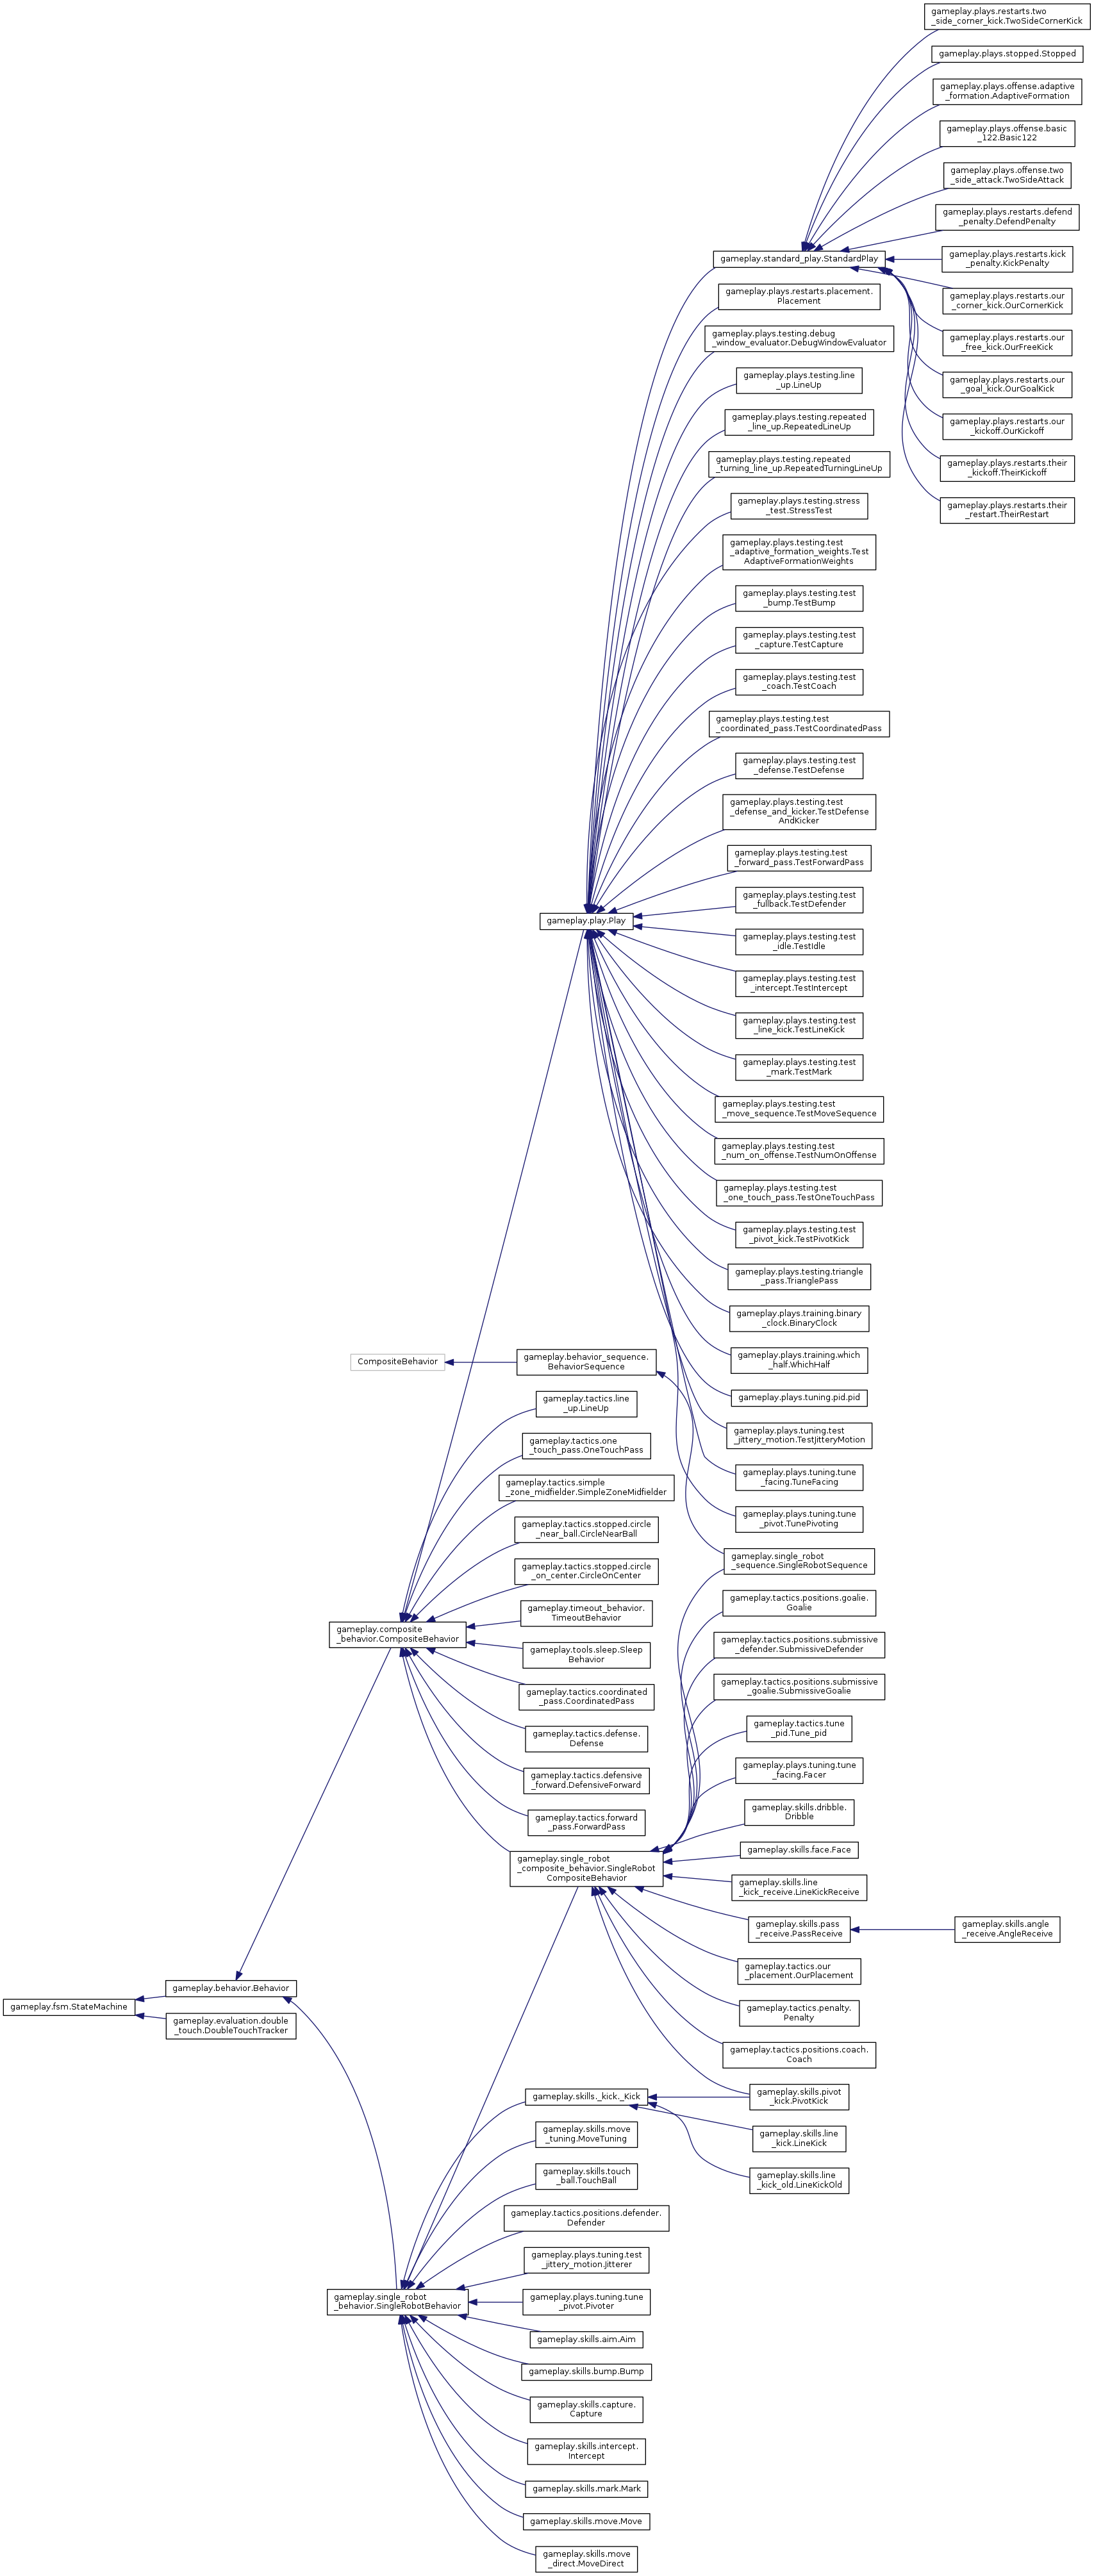 gameplay.plays.restarts.two
_side_corner_kick.TwoSideCornerKick
gameplay.plays.stopped.Stopped
gameplay.plays.offense.adaptive
_formation.AdaptiveFormation
gameplay.plays.offense.basic
_122.Basic122
gameplay.plays.offense.two
_side_attack.TwoSideAttack
gameplay.plays.restarts.defend
_penalty.DefendPenalty
gameplay.plays.restarts.kick
_penalty.KickPenalty
gameplay.plays.restarts.our
_corner_kick.OurCornerKick
gameplay.plays.restarts.our
_free_kick.OurFreeKick
gameplay.plays.restarts.our
_goal_kick.OurGoalKick
gameplay.plays.restarts.our
_kickoff.OurKickoff
gameplay.plays.restarts.their
_kickoff.TheirKickoff
gameplay.plays.restarts.their
_restart.TheirRestart
gameplay.standard_play.StandardPlay
gameplay.plays.restarts.placement.
Placement
gameplay.plays.testing.debug
_window_evaluator.DebugWindowEvaluator
gameplay.plays.testing.line
_up.LineUp
gameplay.plays.testing.repeated
_line_up.RepeatedLineUp
gameplay.plays.testing.repeated
_turning_line_up.RepeatedTurningLineUp
gameplay.plays.testing.stress
_test.StressTest
gameplay.plays.testing.test
_adaptive_formation_weights.Test
AdaptiveFormationWeights
gameplay.plays.testing.test
_bump.TestBump
gameplay.plays.testing.test
_capture.TestCapture
gameplay.plays.testing.test
_coach.TestCoach
gameplay.plays.testing.test
_coordinated_pass.TestCoordinatedPass
gameplay.plays.testing.test
_defense.TestDefense
gameplay.plays.testing.test
_defense_and_kicker.TestDefense
AndKicker
gameplay.plays.testing.test
_forward_pass.TestForwardPass
gameplay.plays.testing.test
_fullback.TestDefender
gameplay.play.Play
gameplay.plays.testing.test
_idle.TestIdle
gameplay.plays.testing.test
_intercept.TestIntercept
gameplay.plays.testing.test
_line_kick.TestLineKick
gameplay.plays.testing.test
_mark.TestMark
gameplay.plays.testing.test
_move_sequence.TestMoveSequence
gameplay.plays.testing.test
_num_on_offense.TestNumOnOffense
gameplay.plays.testing.test
_one_touch_pass.TestOneTouchPass
gameplay.plays.testing.test
_pivot_kick.TestPivotKick
gameplay.plays.testing.triangle
_pass.TrianglePass
gameplay.plays.training.binary
_clock.BinaryClock
gameplay.plays.training.which
_half.WhichHalf
gameplay.plays.tuning.pid.pid
gameplay.plays.tuning.test
_jittery_motion.TestJitteryMotion
gameplay.plays.tuning.tune
_facing.TuneFacing
gameplay.plays.tuning.tune
_pivot.TunePivoting
CompositeBehavior
gameplay.behavior_sequence.
BehaviorSequence
gameplay.tactics.line
_up.LineUp
gameplay.tactics.one
_touch_pass.OneTouchPass
gameplay.tactics.simple
_zone_midfielder.SimpleZoneMidfielder
gameplay.tactics.stopped.circle
_near_ball.CircleNearBall
gameplay.tactics.stopped.circle
_on_center.CircleOnCenter
gameplay.timeout_behavior.
TimeoutBehavior
gameplay.composite
_behavior.CompositeBehavior
gameplay.tools.sleep.Sleep
Behavior
gameplay.tactics.coordinated
_pass.CoordinatedPass
gameplay.tactics.defense.
Defense
gameplay.tactics.defensive
_forward.DefensiveForward
gameplay.tactics.forward
_pass.ForwardPass
gameplay.single_robot
_composite_behavior.SingleRobot
CompositeBehavior
gameplay.single_robot
_sequence.SingleRobotSequence
gameplay.tactics.positions.goalie.
Goalie
gameplay.tactics.positions.submissive
_defender.SubmissiveDefender
gameplay.tactics.positions.submissive
_goalie.SubmissiveGoalie
gameplay.tactics.tune
_pid.Tune_pid
gameplay.plays.tuning.tune
_facing.Facer
gameplay.skills.dribble.
Dribble
gameplay.skills.face.Face
gameplay.skills.line
_kick_receive.LineKickReceive
gameplay.skills.pass
_receive.PassReceive
gameplay.skills.angle
_receive.AngleReceive
gameplay.tactics.our
_placement.OurPlacement
gameplay.tactics.penalty.
Penalty
gameplay.tactics.positions.coach.
Coach
gameplay.skills.pivot
_kick.PivotKick
gameplay.skills.line
_kick.LineKick
gameplay.skills.line
_kick_old.LineKickOld
gameplay.behavior.Behavior
gameplay.fsm.StateMachine
gameplay.evaluation.double
_touch.DoubleTouchTracker
gameplay.skills._kick._Kick
gameplay.skills.move
_tuning.MoveTuning
gameplay.skills.touch
_ball.TouchBall
gameplay.tactics.positions.defender.
Defender
gameplay.plays.tuning.test
_jittery_motion.Jitterer
gameplay.single_robot
_behavior.SingleRobotBehavior
gameplay.plays.tuning.tune
_pivot.Pivoter
gameplay.skills.aim.Aim
gameplay.skills.bump.Bump
gameplay.skills.capture.
Capture
gameplay.skills.intercept.
Intercept
gameplay.skills.mark.Mark
gameplay.skills.move.Move
gameplay.skills.move
_direct.MoveDirect